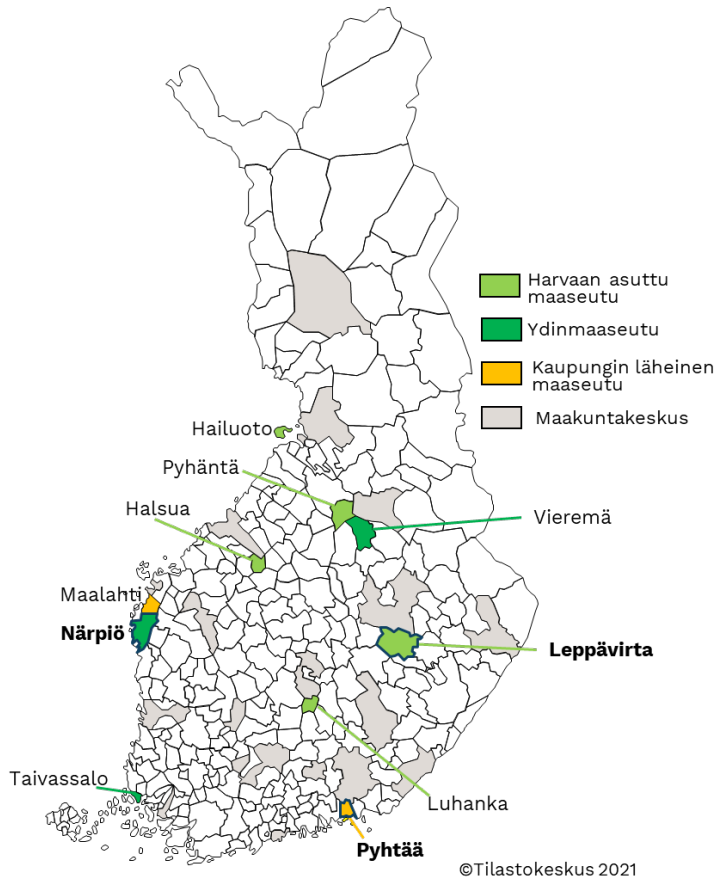 Harvaan asuttu
maaseutu
Ydinmaaseutu
Kaupungin läheinen
maaseutu
Maakuntakeskus
Hailuoto
Pyhäntä
Halsua
Vieremä
Maalahti
Närpiö
Leppävirta
Taivassalo
Luhanka
Pyhtää
©Tilastokeskus 2021